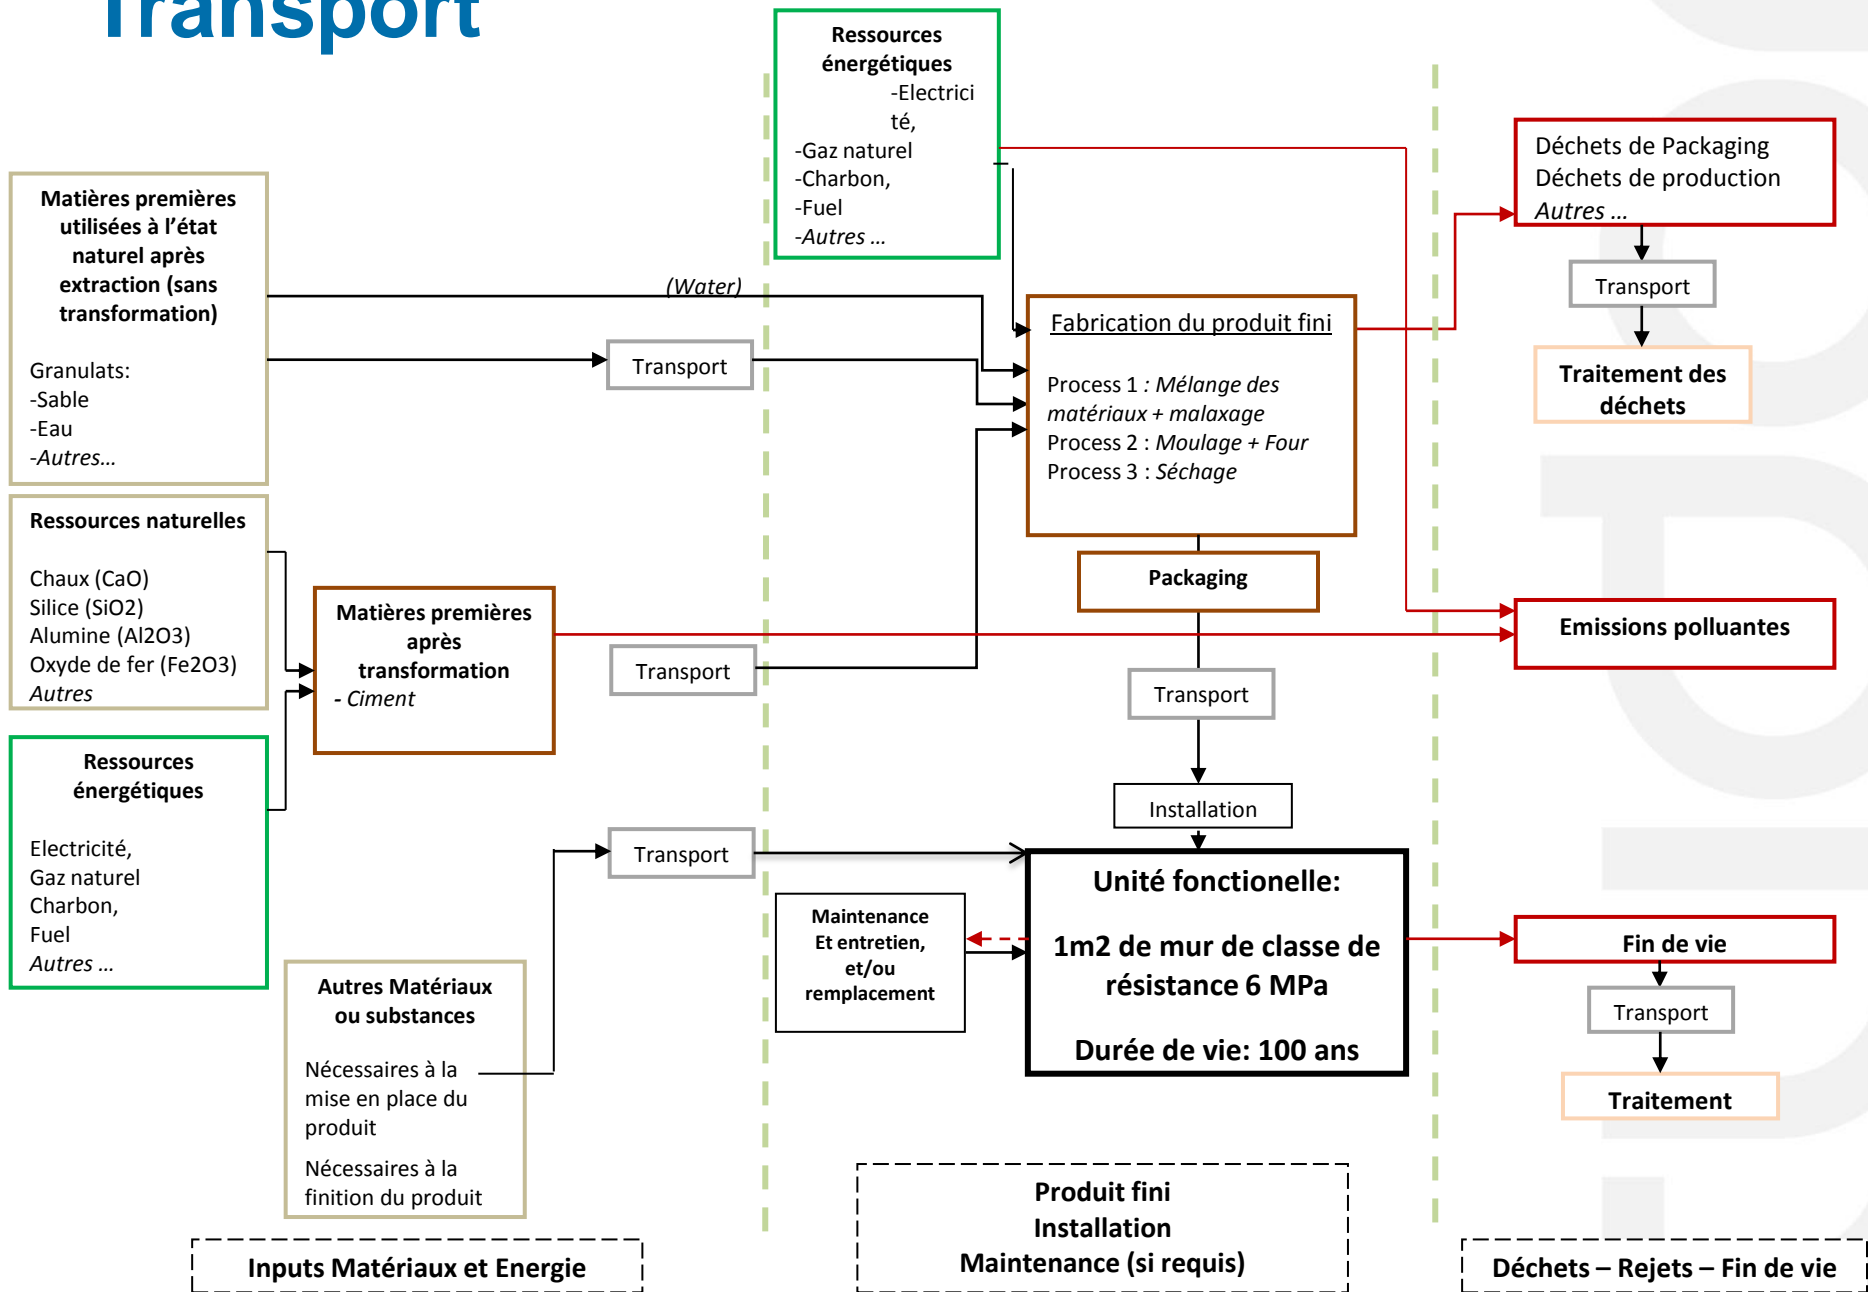 Transport
Ressources
énergétiques
-Electrici
té,
-Gaz naturel
-Charbon,
-Fuel
-Autres ...
Matières premières
utilisées à l'état
naturel après
extraction (sans
transformation)
Granulats:
-Sable
-Eau
-Autres...
(Water)
Transport
Ressources naturelles
Chaux (CaO)
Silice (SiO2)
Alumine (Al2O3)
Oxyde de fer (Fe2O3)
Autres
Matières premières
après
transformation
- Ciment
Transport
Ressources
énergétiques
Electricité,
Gaz naturel
Charbon,
Fuel
Autres ...
Autres Matériaux
ou substances
Nécessaires à la
mise en place du
produit
Nécessaires à la
finition du produit
Transport
Inputs Matériaux et Energie
Fabrication du produit fini
Process 1 : Mélange des
matériaux + malaxage
Process 2 : Moulage + Four
Process 3 : Séchage
Packaging
Transport
Installation
Maintenance
Et entretien,
et/ou
remplacement
Unité fonctionelle:
1m2 de mur de classe de
résistance 6 MPa
Durée de vie: 100 ans
Produit fini
Installation
Maintenance (si requis)
Déchets de Packaging
Déchets de production
Autres ...
Transport
Traitement des
déchets
Emissions polluantes
Fin de vie
Transport
Traitement
Déchets – Rejets – Fin de vie